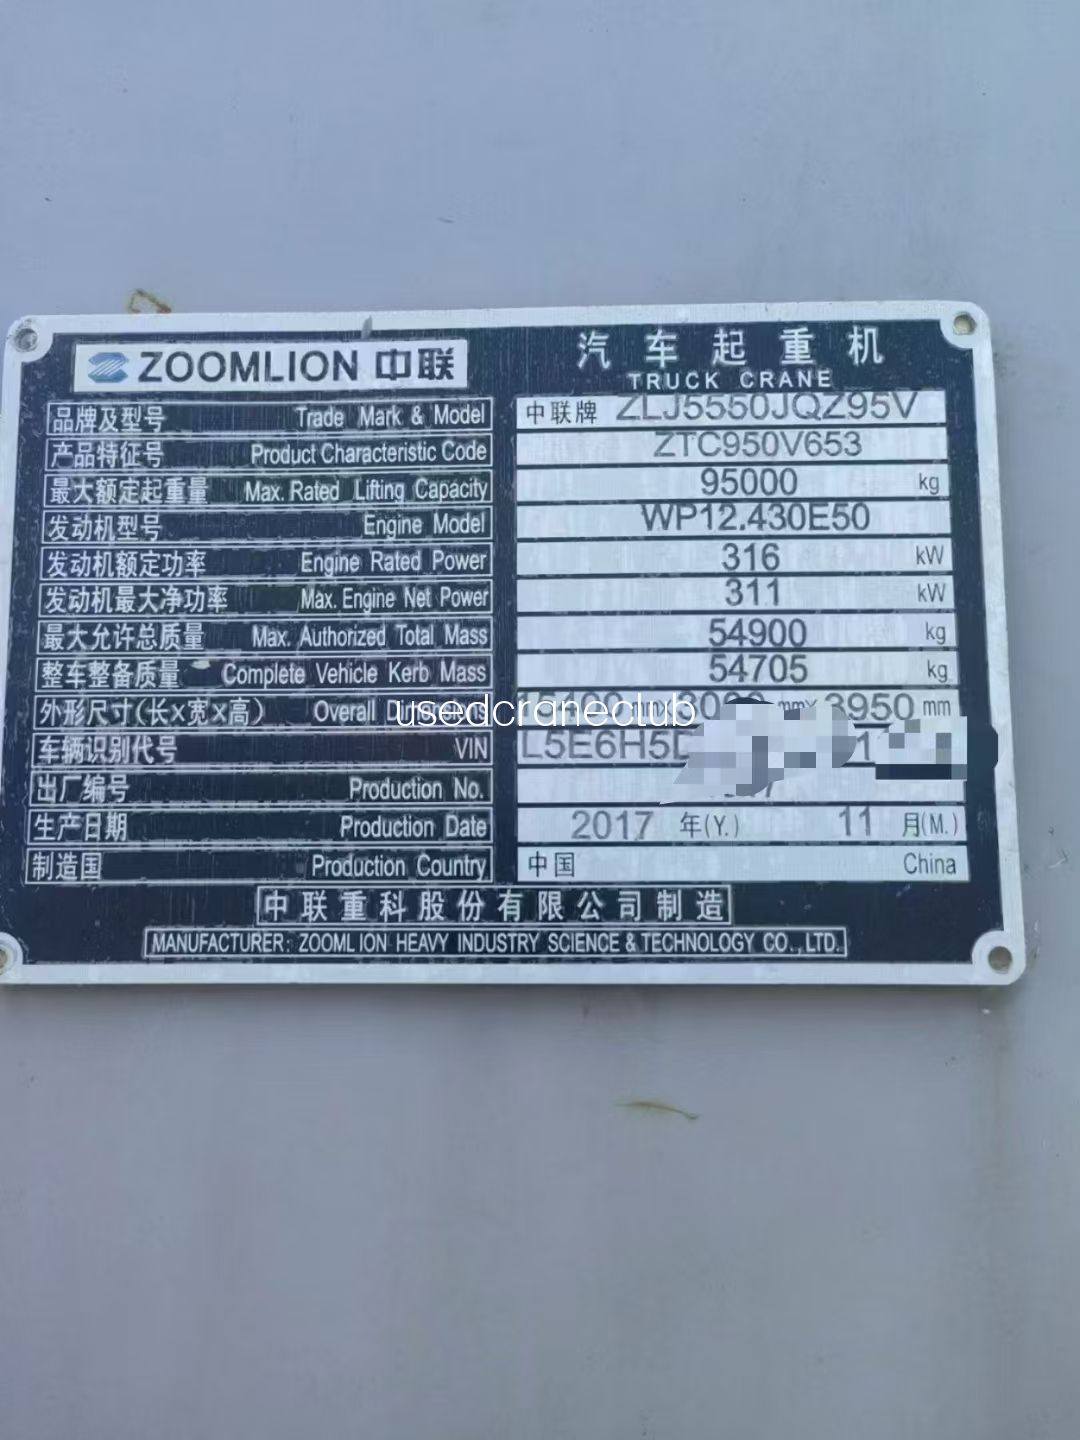 ZOOMLION 中联
汽车起重机
TRUCK CRANE
品牌及型号 Trade Mark & Model 中联牌 ZLJ5550JQZ95V
产品特征号 Product Characteristic Code ZTC950V653
最大额定起重量 Max. Rated Lifting Capacity 95000 kg
发动机型号 Engine Model WP12.430E50
发动机额定功率 Engine Rated Power 316 kW
发动机最大净功率 Max. Engine Net Power 311 kW
最大允许总质量 Max. Authorized Total Mass 54900 kg
整车整备质量 Complete Vehicle Kerb Mass 54705 kg
外形尺寸(长×宽×高) Overall mm× mm× 3950 mm
usedcraneclub
车辆识别代号 VIN
出厂编号 Production No.
生产日期 Production Date 2017 年(Y.) 11 月(M.)
制造国 Production Country 中国 China
中联重科股份有限公司制造
MANUFACTURER: ZOOMLION HEAVY INDUSTRY SCIENCE & TECHNOLOGY CO.,LTD.